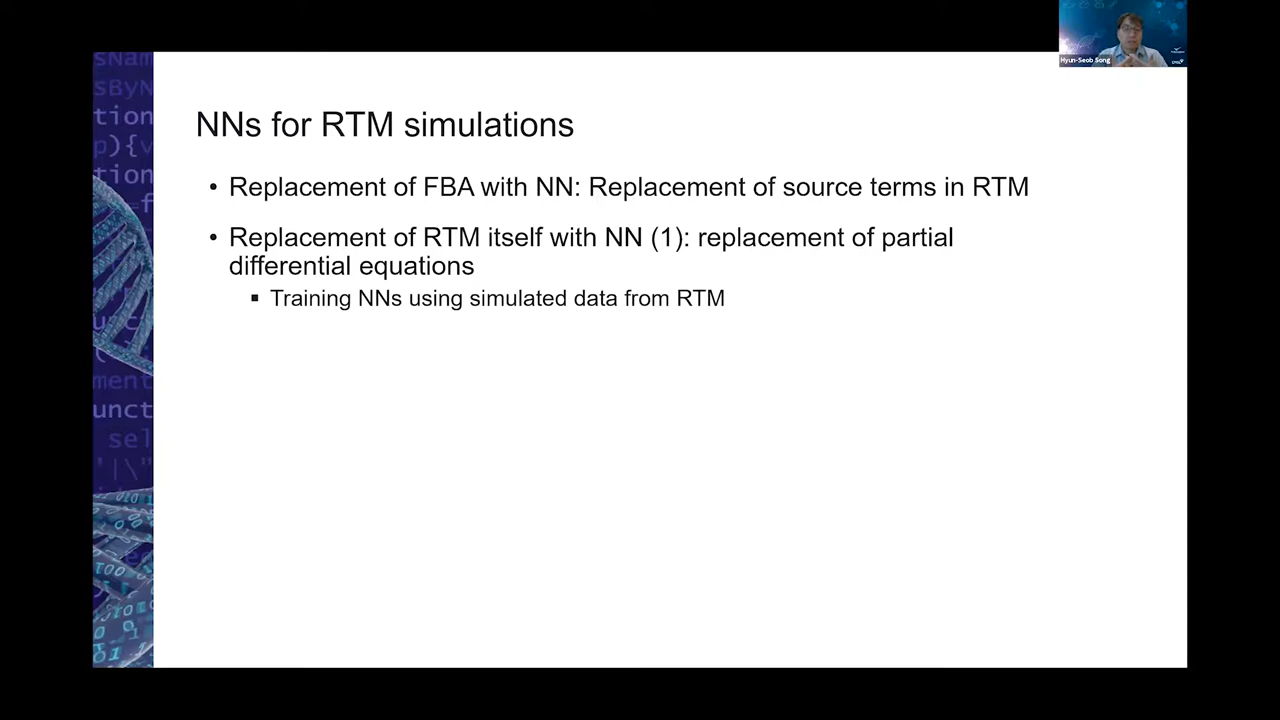 Hyun-Seob Song
NNs for RTM simulations
• Replacement of FBA with NN: Replacement of source terms in RTM
• Replacement of RTM itself with NN (1): replacement of partial
differential equations
▪ Training NNs using simulated data from RTM